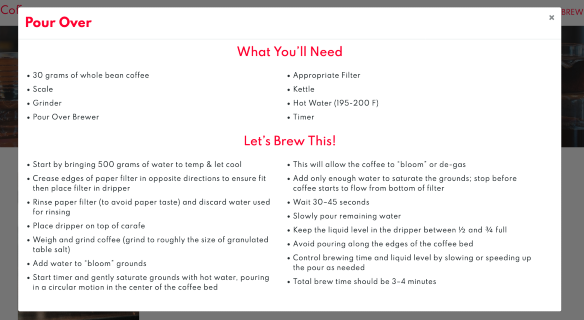 Pour Over
×
BREW
What You'll Need
• 30 grams of whole bean coffee
• Scale
• Grinder
• Pour Over Brewer
• Appropriate Filter
• Kettle
• Hot Water (195-200 F)
• Timer
Let's Brew This!
• Start by bringing 500 grams of water to temp & let cool
• Crease edges of paper filter in opposite directions to ensure fit
then place filter in dripper
• Rinse paper filter (to avoid paper taste) and discard water used
for rinsing
• Place dripper on top of carafe
• Weigh and grind coffee (grind to roughly the size of granulated
table salt)
• Add water to "bloom" grounds
• Start timer and gently saturate grounds with hot water, pouring
in a circular motion in the center of the coffee bed
• This will allow the coffee to "bloom" or de-gas
• Add only enough water to saturate the grounds; stop before
coffee starts to flow from bottom of filter
• Wait 30–45 seconds
• Slowly pour remaining water
• Keep the liquid level in the dripper between ½ and ¾ full
• Avoid pouring along the edges of the coffee bed
• Control brewing time and liquid level by slowing or speeding up
the pour as needed
• Total brew time should be 3–4 minutes